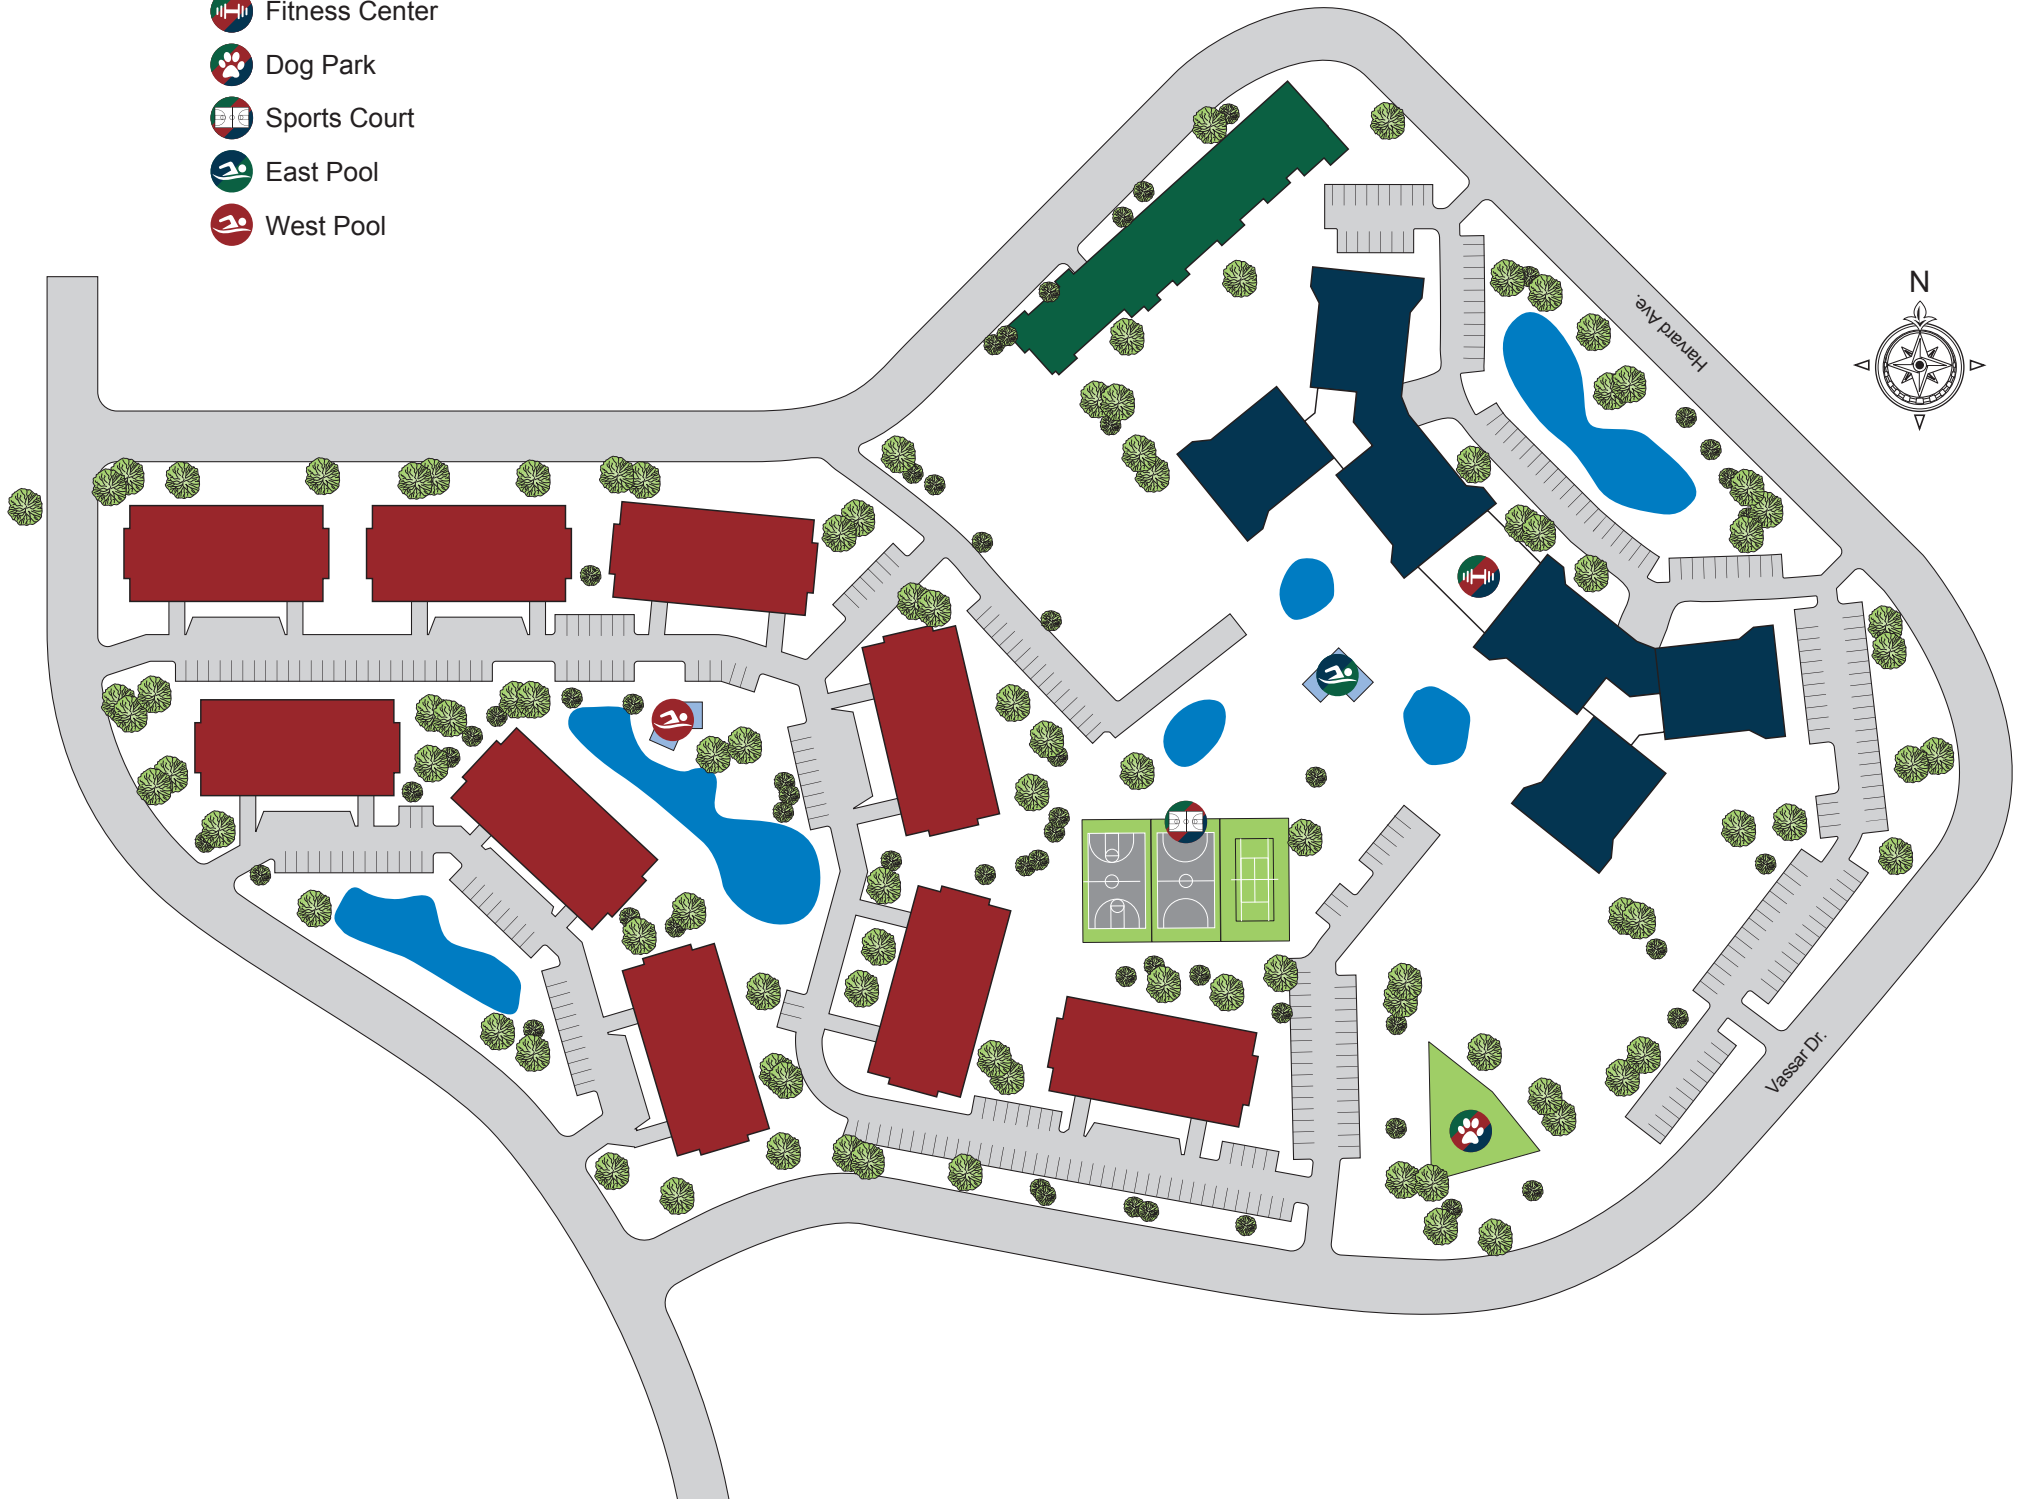 Fitness Center
Dog Park
Sports Court
East Pool
West Pool
N
Harvard Ave.
Vassar Dr.